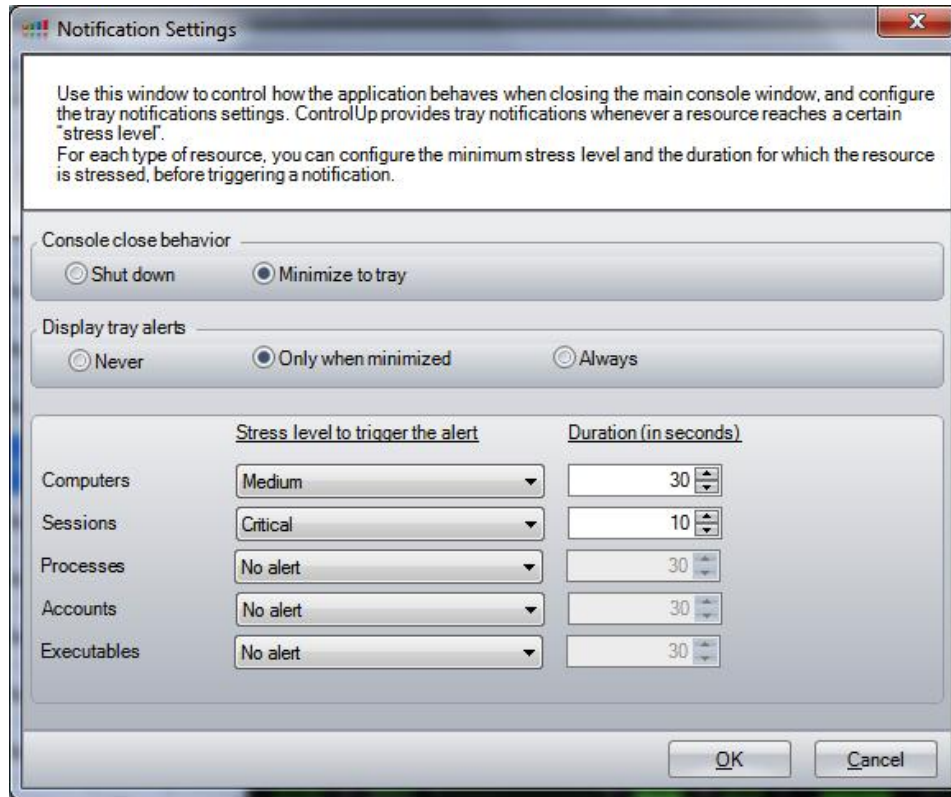 Notification Settings
Use this window to control how the application behaves when closing the main console window, and configure
the tray notifications settings. ControlUp provides tray notifications whenever a resource reaches a certain
"stress level".
For each type of resource, you can configure the minimum stress level and the duration for which the resource
is stressed, before triggering a notification.
Console close behavior
Shut down Minimize to tray
Display tray alerts
Never Only when minimized Always
Stress level to trigger the alert Duration (in seconds)
Computers Medium 30
Sessions Critical 10
Processes No alert 30
Accounts No alert 30
Executables No alert 30
OK Cancel